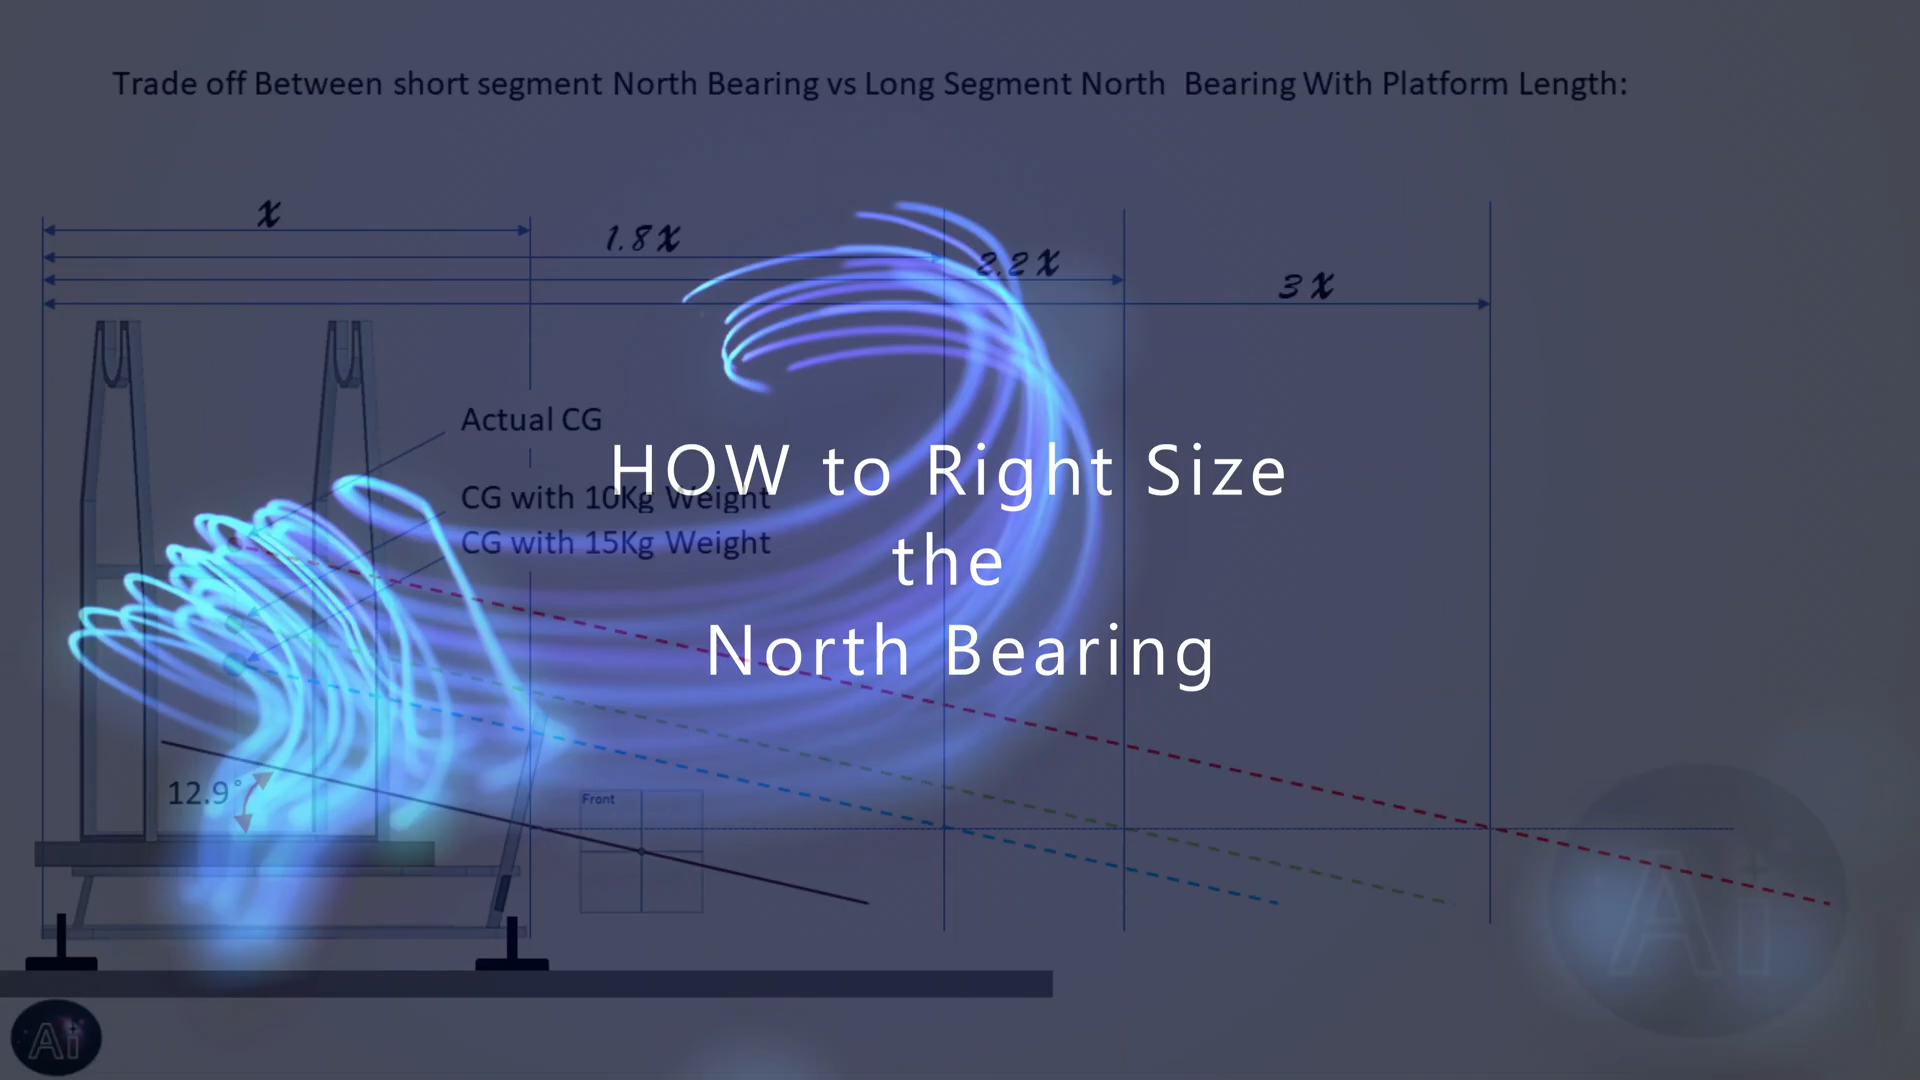 Trade off Between short segment North Bearing vs Long Segment North Bearing With Platform Length:
x
1.8x
2.2x
3x
Actual CG
CG with 10Kg Weight
CG with 15Kg Weight
HOW to Right Size
the
North Bearing
12.9°
Front
Ai
Ai